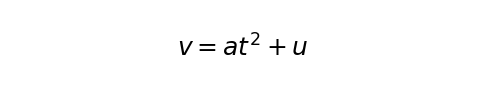 v = at² + u